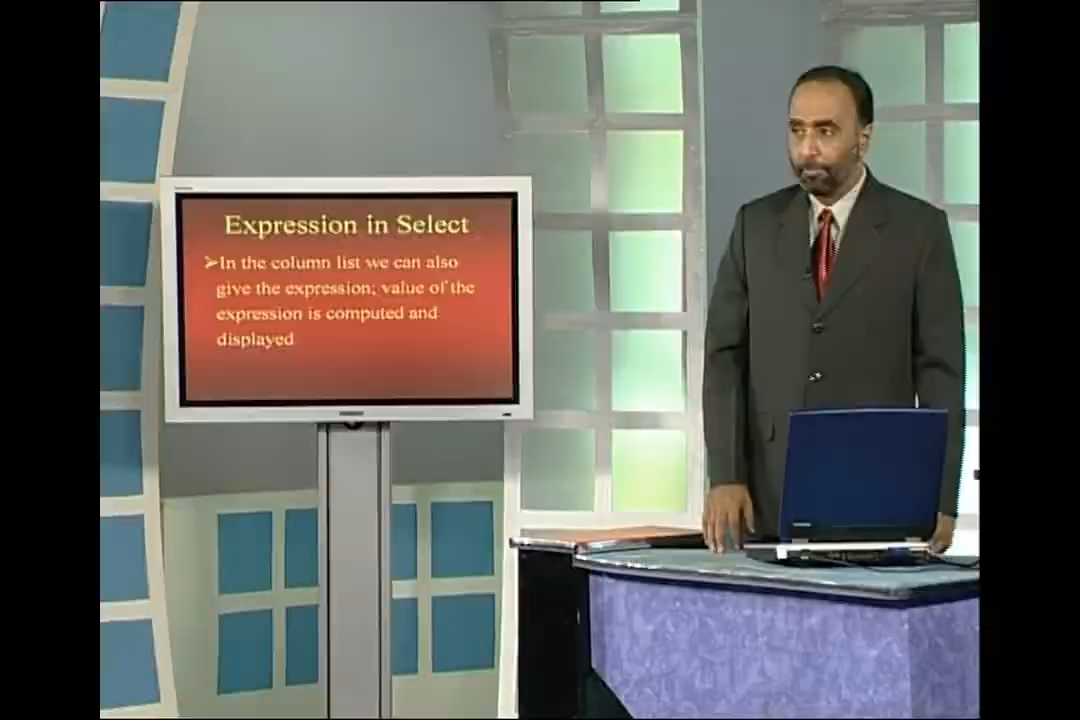 Expression in Select
➢In the column list we can also
give the expression; value of the
expression is computed and
displayed